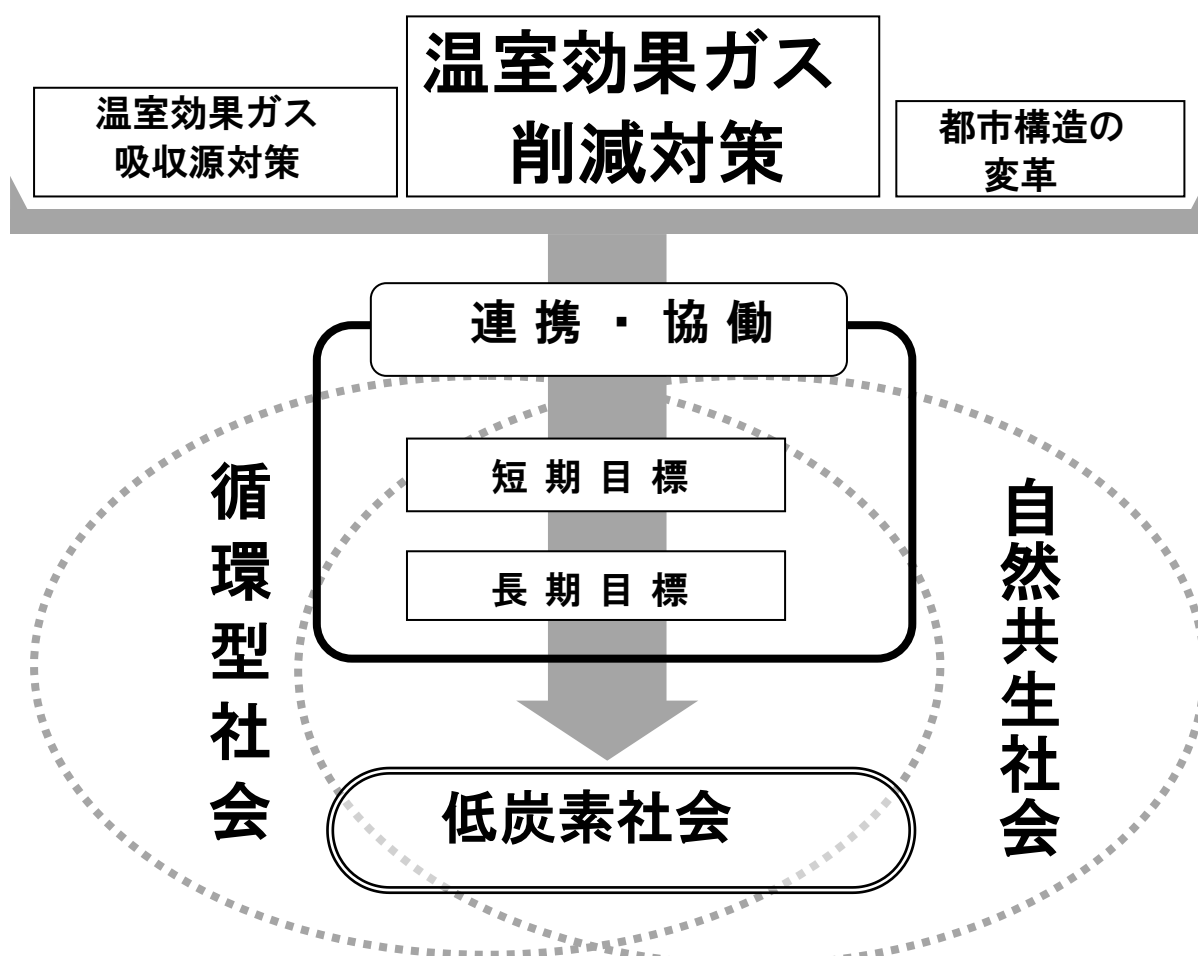 温室効果ガス
吸収源対策
温室効果ガス
削減対策
都市構造の
変革
連携・協働
短期目標
長期目標
循環型社会
自然共生社会
低炭素社会